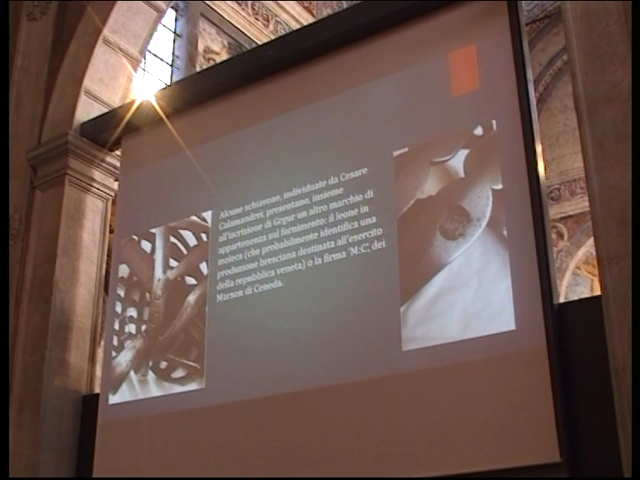 Alcune schiavone, individuate da Cesare
Calamandrei, presentano, insieme
all'iscrizione di Grgur un altro marchio di
appartenenza sul fornimento: il leone in
moleca (che probabilmente identifica una
produzione bresciana destinata all'esercito
della repubblica veneta) o la firma 'M:C', dei
Marson di Ceneda.